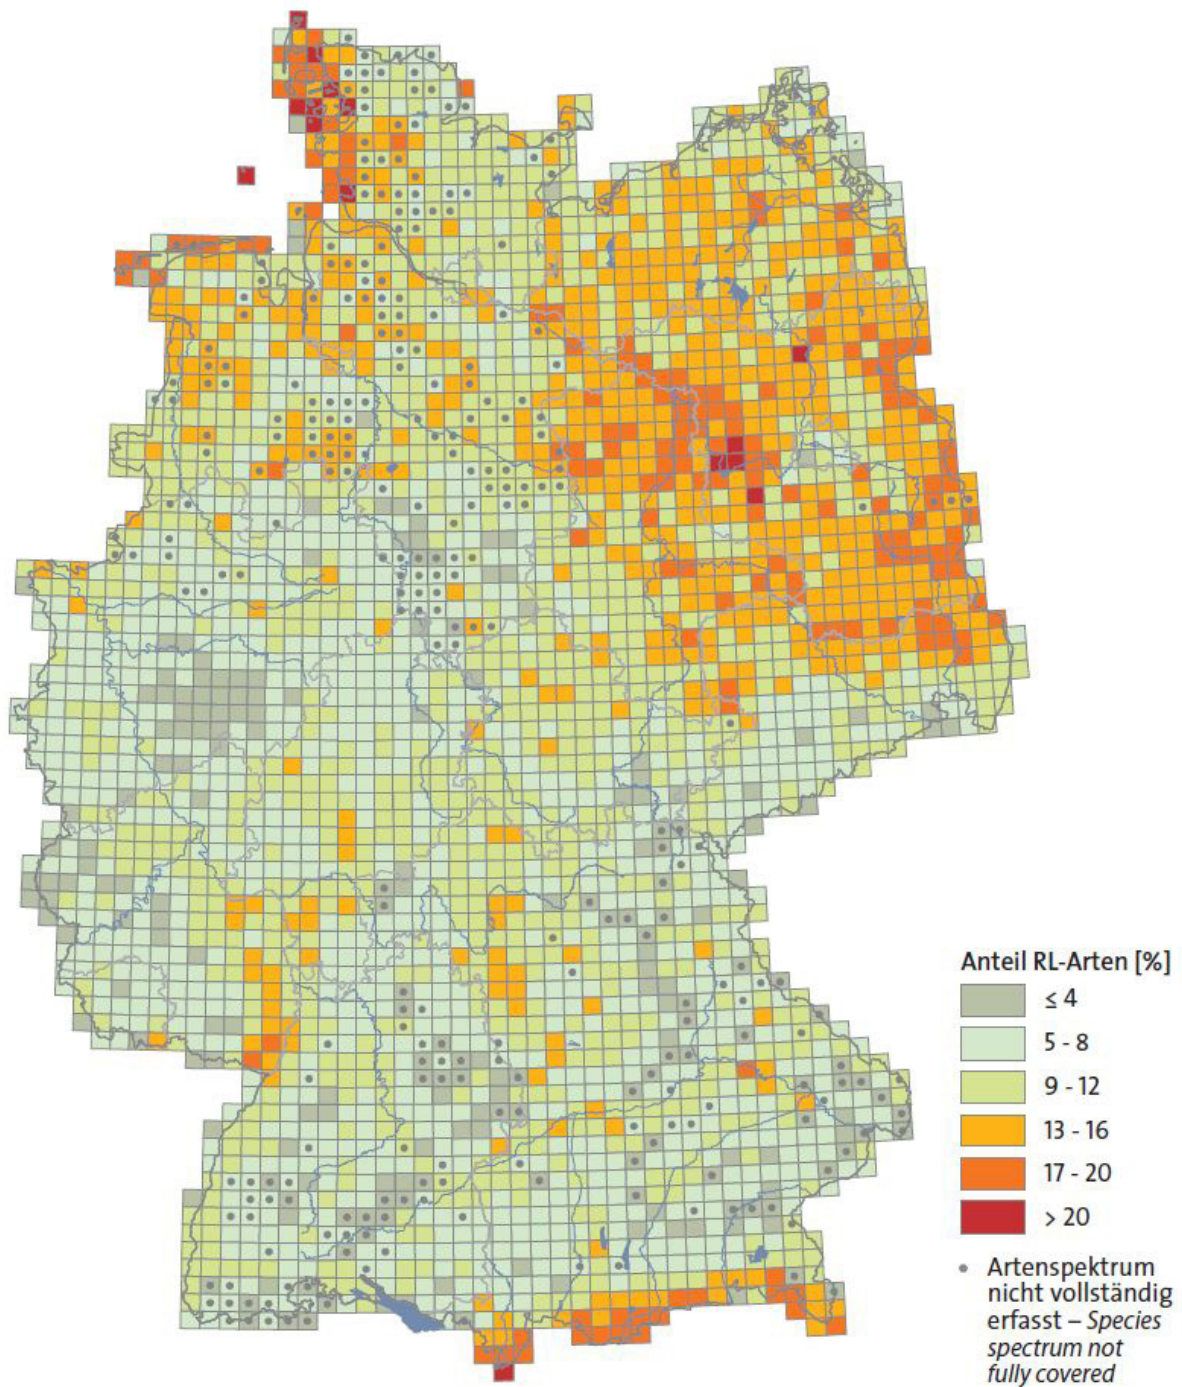 Anteil RL-Arten [%]
≤ 4
5 - 8
9 - 12
13 - 16
17 - 20
> 20
Artenspektrum
nicht vollständig
erfasst – Species
spectrum not
fully covered